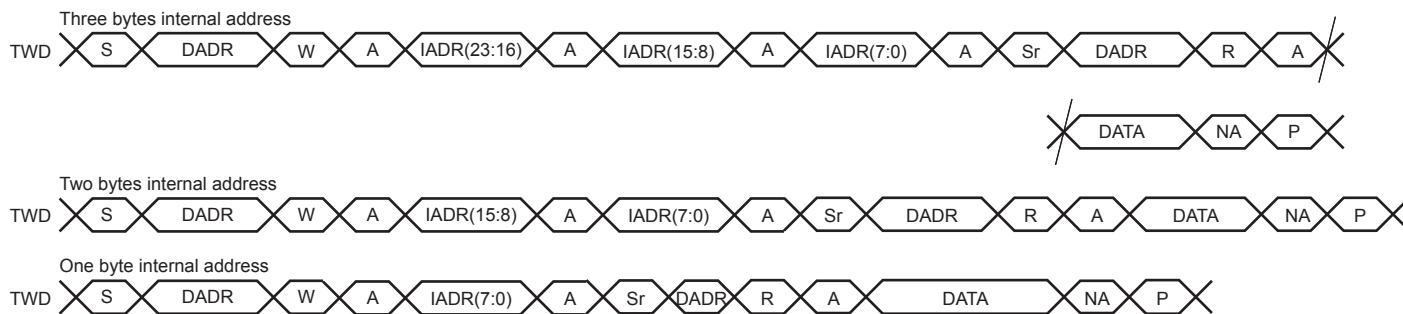 Three bytes internal address
TWD S DADR W A IADR(23:16) A IADR(15:8) A IADR(7:0) A Sr DADR R A
DATA NA P
Two bytes internal address
TWD S DADR W A IADR(15:8) A IADR(7:0) A Sr DADR R A DATA NA P
One byte internal address
TWD S DADR W A IADR(7:0) A Sr DADR R A DATA NA P